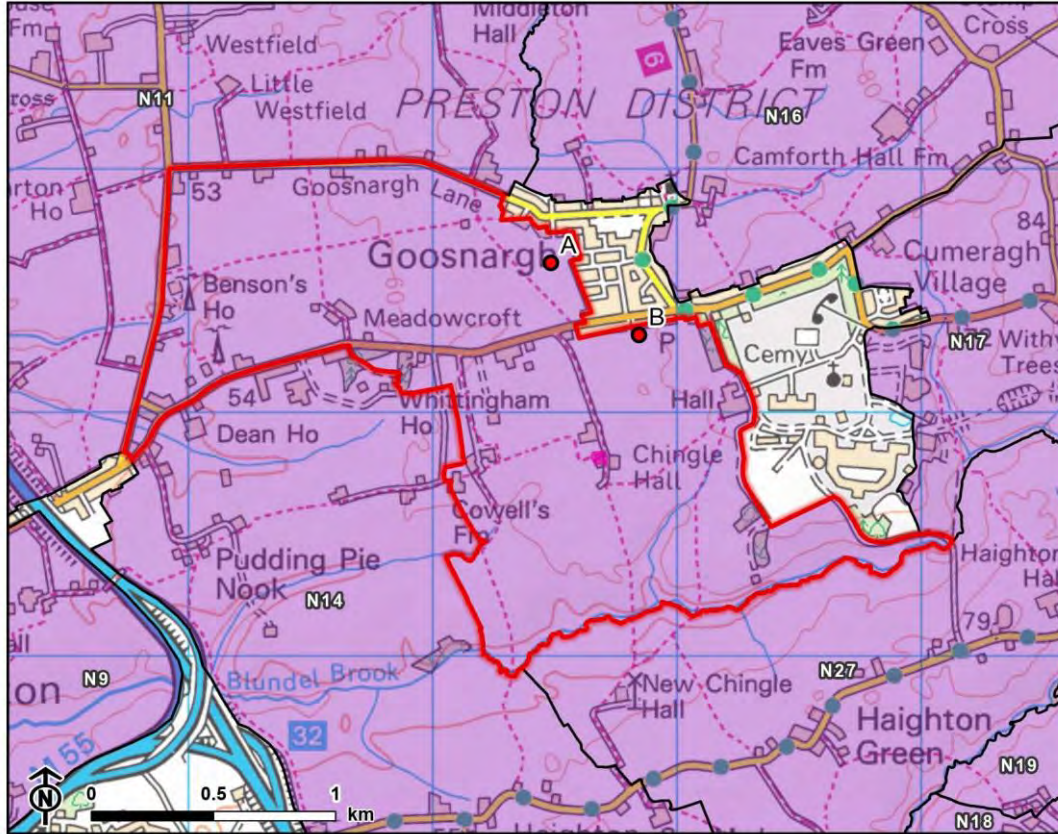 Fm
Westfield
Middleton
Hall
Cross
Eaves Green
Fm
Little
Westfield
N11
6
PRESTON DISTRICT
N16
Camforth Hall Fm
Ho
53
Goosnargh Lane
A
Goosnargh
84
Cumeragh
Village
Benson's
Ho
Meadowcroft
B
P
N17
Trees
Cemy
Whittingham
Ho
Hall
54
Dean Ho
Chingle
Hall
Cowell's
Fm
Pudding Pie
Nook
N14
Haighton
79
N9
Blundel Brook
New Chingle
Hall
N27
M55
32
Haighton
Green
N19
N
0
0.5
1
km
N18